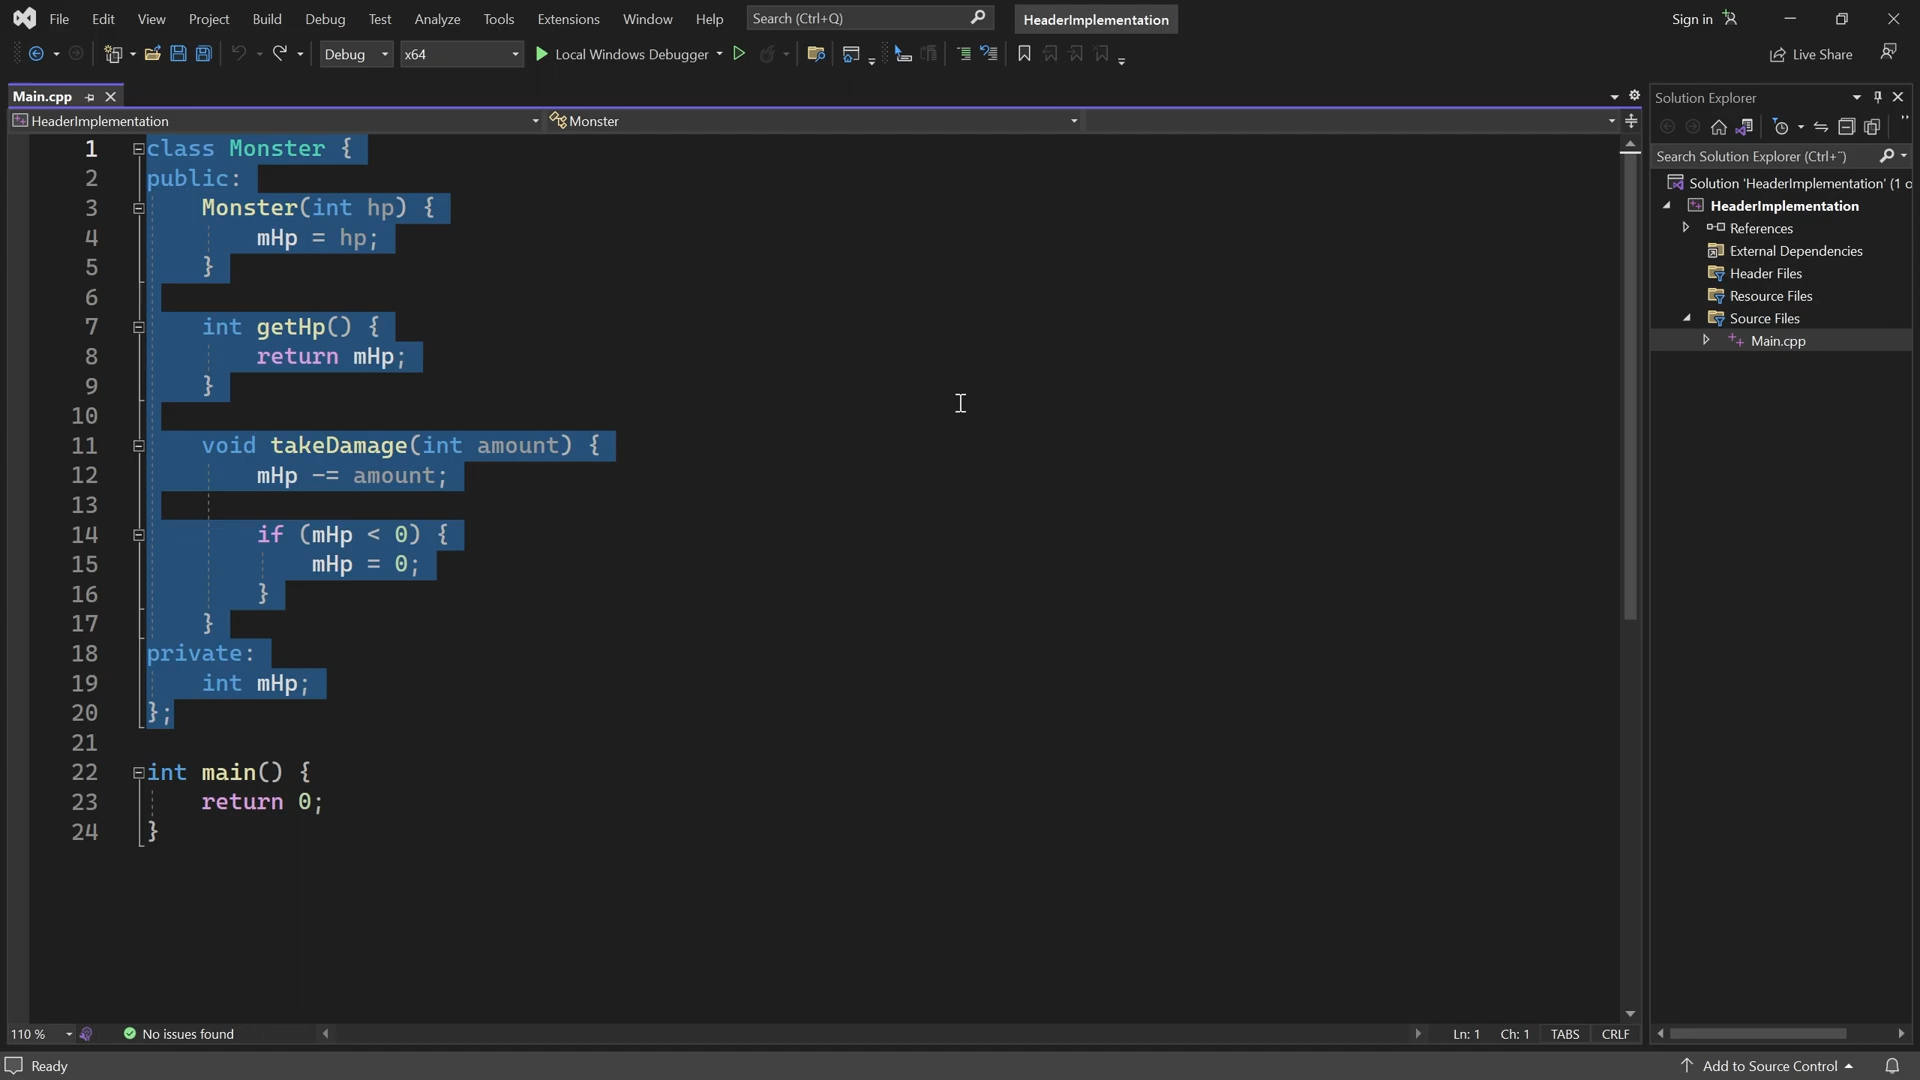 File Edit View Project Build Debug Test Analyze Tools Extensions Window Help Search (Ctrl+Q) HeaderImplementation Sign in
Debug x64 Local Windows Debugger Live Share
Main.cpp
HeaderImplementation Monster
1 class Monster {
2 public:
3 Monster(int hp) {
4 mHp = hp;
5 }
6
7 int getHp() {
8 return mHp;
9 }
10
11 void takeDamage(int amount) {
12 mHp -= amount;
13
14 if (mHp < 0) {
15 mHp = 0;
16 }
17 }
18 private:
19 int mHp;
20 };
21
22 int main() {
23 return 0;
24 }
110 % No issues found Ln: 1 Ch: 1 TABS CRLF
Solution Explorer
Search Solution Explorer (Ctrl+¨)
Solution 'HeaderImplementation' (1 o
HeaderImplementation
References
External Dependencies
Header Files
Resource Files
Source Files
Main.cpp
Ready Add to Source Control